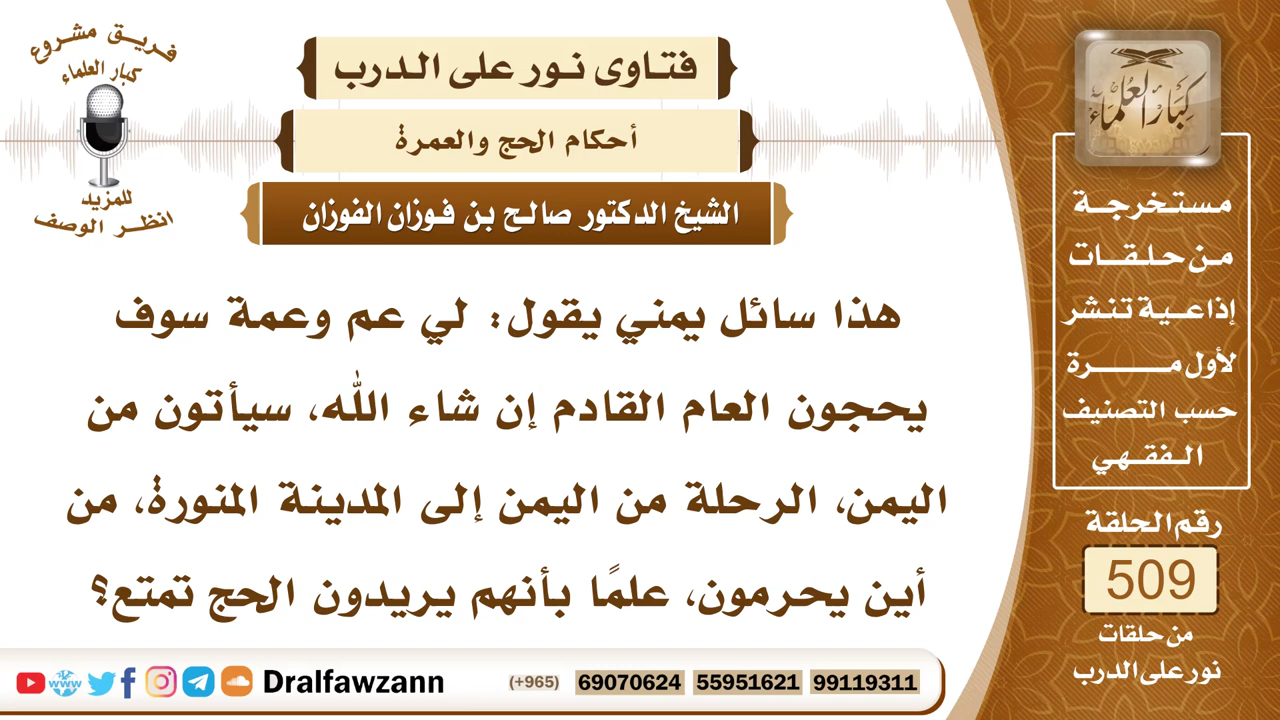 فريق مشروع
كبار العلماء
للمزيد
انظر الوصف
فتاوى نور على الدرب
أحكام الحج والعمرة
الشيخ الدكتور صالح بن فوزان الفوزان
هذا سائل يمني يقول: لي عم وعمة سوف
يحجون العام القادم إن شاء الله، سيأتون من
اليمن، الرحلة من اليمن إلى المدينة المنورة، من
أين يحرمون، علمًا بأنهم يريدون الحج تمتع؟
كبار العلماء
مستخرجة
من حلقات
إذاعية تنشر
لأول مرة
حسب التصنيف
الفقهي
رقم الحلقة
509
من حلقات
نور على الدرب
www
Dralfawzann
(+965) 69070624 55951621 99119311